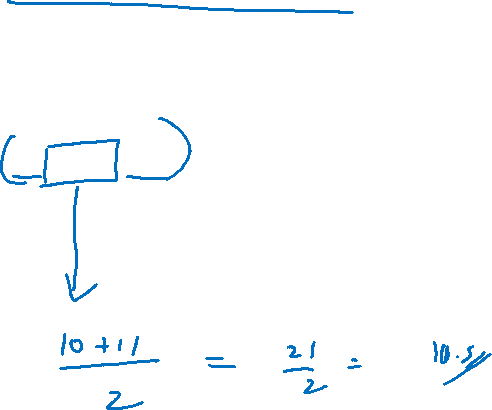 10 + 11 / 2 = 21 / 2 = 10.5